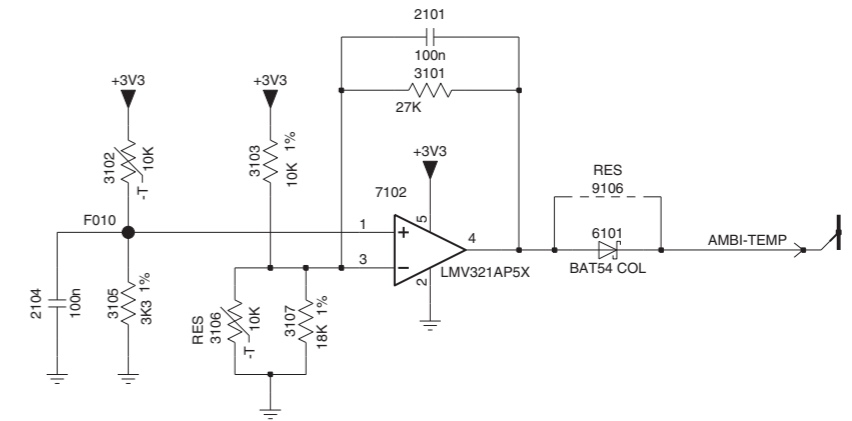 2101
100n
3101
27K
+3V3
+3V3
3102
10K
-T
3103
10K 1%
+3V3
7102
F010
1
+
5
4
3
−
2
LMV321AP5X
RES
9106
6101
BAT54 COL
AMBI-TEMP
2104
100n
3105
3K3 1%
RES
3106
10K
-T
3107
18K 1%